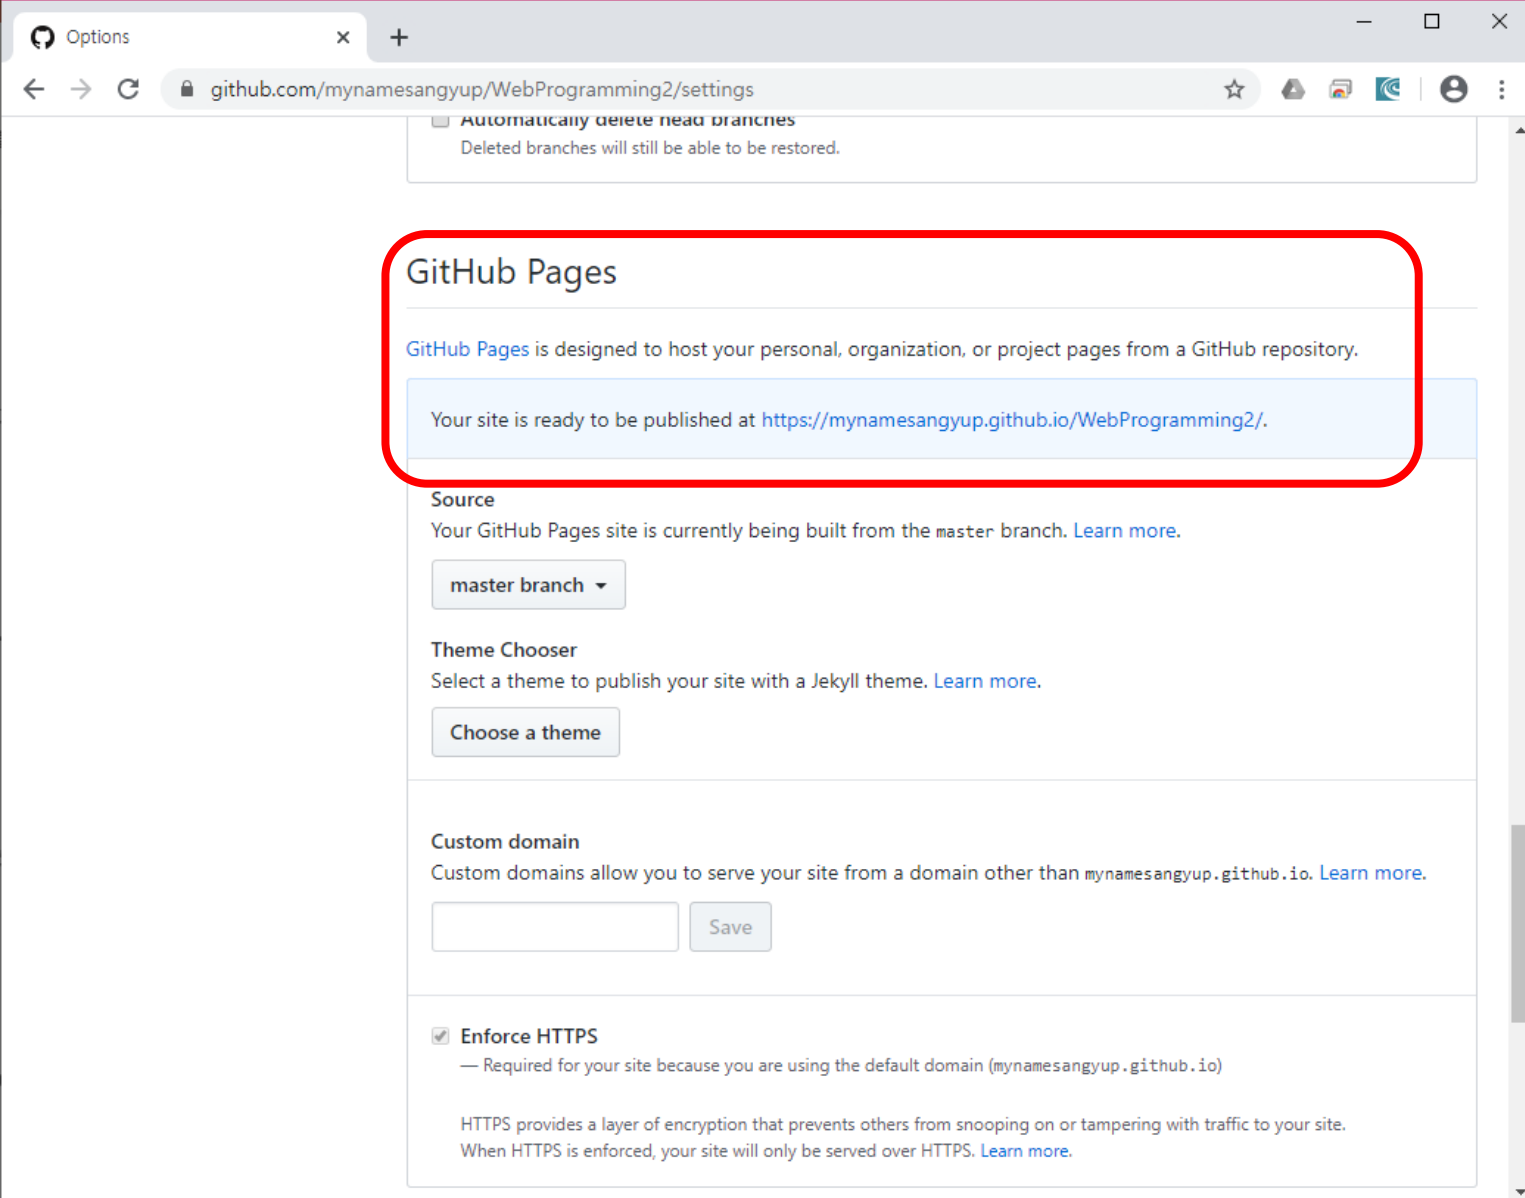 Options
github.com/mynamesangyup/WebProgramming2/settings
Automatically delete head branches
Deleted branches will still be able to be restored.
GitHub Pages
GitHub Pages is designed to host your personal, organization, or project pages from a GitHub repository.
Your site is ready to be published at https://mynamesangyup.github.io/WebProgramming2/.
Source
Your GitHub Pages site is currently being built from the master branch. Learn more.
master branch
Theme Chooser
Select a theme to publish your site with a Jekyll theme. Learn more.
Choose a theme
Custom domain
Custom domains allow you to serve your site from a domain other than mynamesangyup.github.io. Learn more.
Save
Enforce HTTPS
— Required for your site because you are using the default domain (mynamesangyup.github.io)
HTTPS provides a layer of encryption that prevents others from snooping on or tampering with traffic to your site.
When HTTPS is enforced, your site will only be served over HTTPS. Learn more.